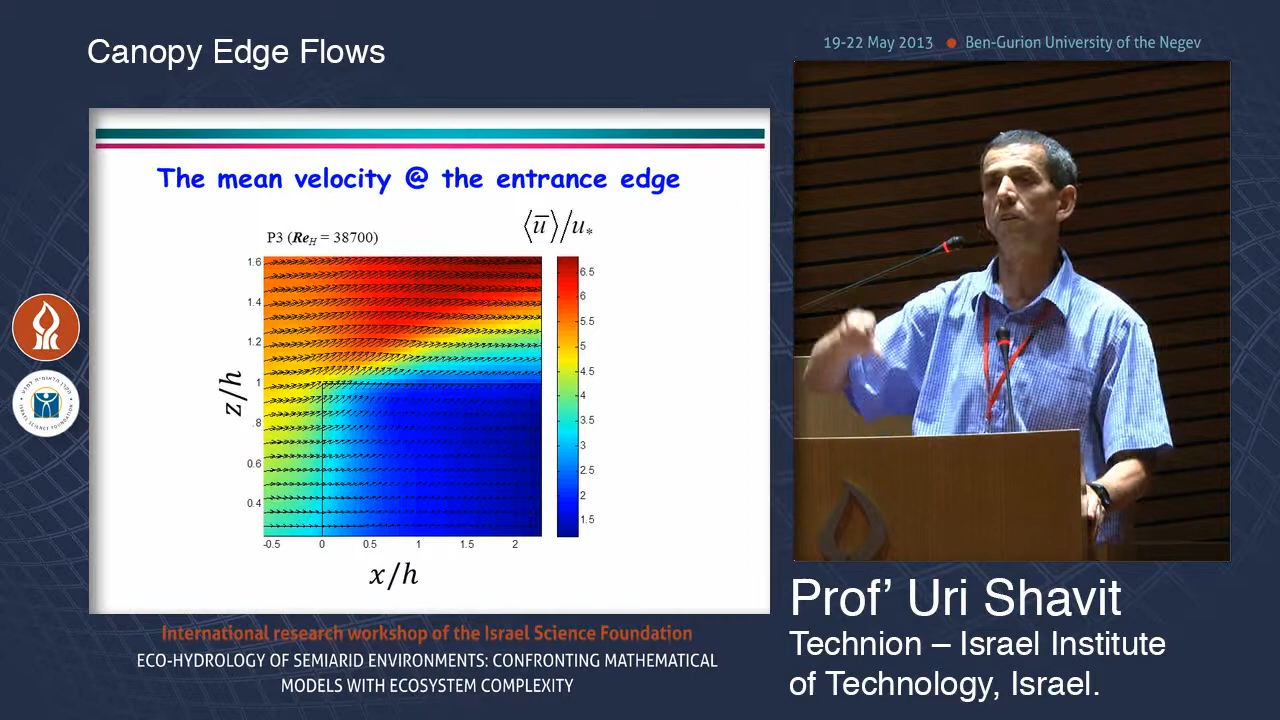 Canopy Edge Flows
19-22 May 2013 ● Ben-Gurion University of the Negev
The mean velocity @ the entrance edge
P3 (Re_H = 38700)
⟨u̅⟩/u_*
1.6
1.4
1.2
1
.8
0.6
0.4
z/h
-0.5 0 0.5 1 1.5 2
x/h
6.5
6
5.5
5
4.5
4
3.5
3
2.5
2
1.5
Prof’ Uri Shavit
Technion – Israel Institute
of Technology, Israel.
International research workshop of the Israel Science Foundation
ECO-HYDROLOGY OF SEMIARID ENVIRONMENTS: CONFRONTING MATHEMATICAL
MODELS WITH ECOSYSTEM COMPLEXITY